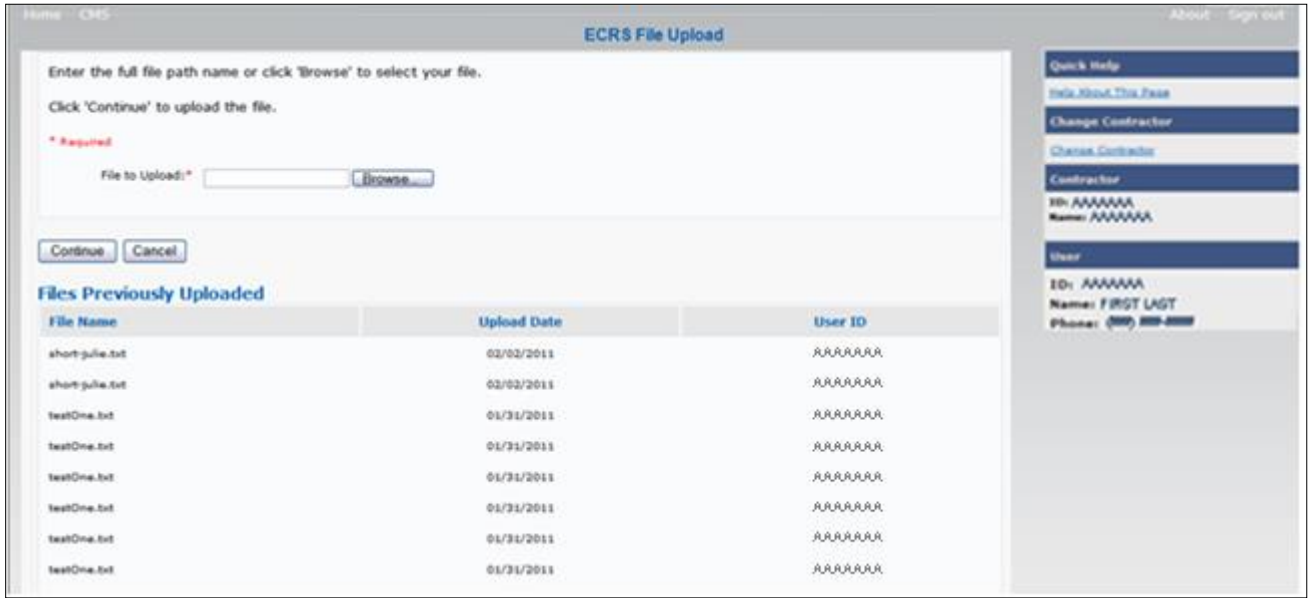 Home CMS About Sign out
ECRS File Upload
Enter the full file path name or click 'Browse' to select your file.
Click 'Continue' to upload the file.
* Required
File to Upload:* Browse...
Continue Cancel
Files Previously Uploaded
File Name Upload Date User ID
short-julie.txt 02/02/2011 AAAAAAA
short-julie.txt 02/02/2011 AAAAAAA
testOne.txt 01/31/2011 AAAAAAA
testOne.txt 01/31/2011 AAAAAAA
testOne.txt 01/31/2011 AAAAAAA
testOne.txt 01/31/2011 AAAAAAA
testOne.txt 01/31/2011 AAAAAAA
testOne.txt 01/31/2011 AAAAAAA
Quick Help
Help About This Page
Change Contractor
Change Contractor
Contractor
ID: AAAAAAA
Name: AAAAAAA
User
ID: AAAAAAA
Name: FIRST LAST
Phone: (###) ###-####